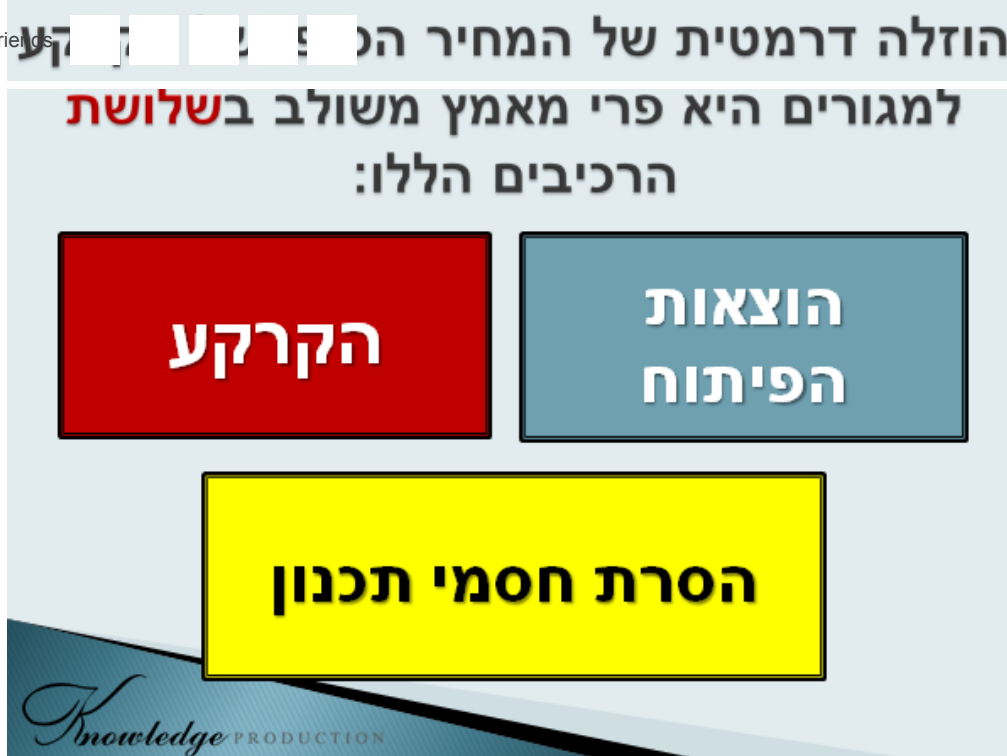 הוזלה דרמטית של המחיר
למגורים היא פרי מאמץ משולב בשלושת
הרכיבים הללו:
הוצאות
הפיתוח
הקרקע
הסרת חסמי תכנון
Knowledge PRODUCTION